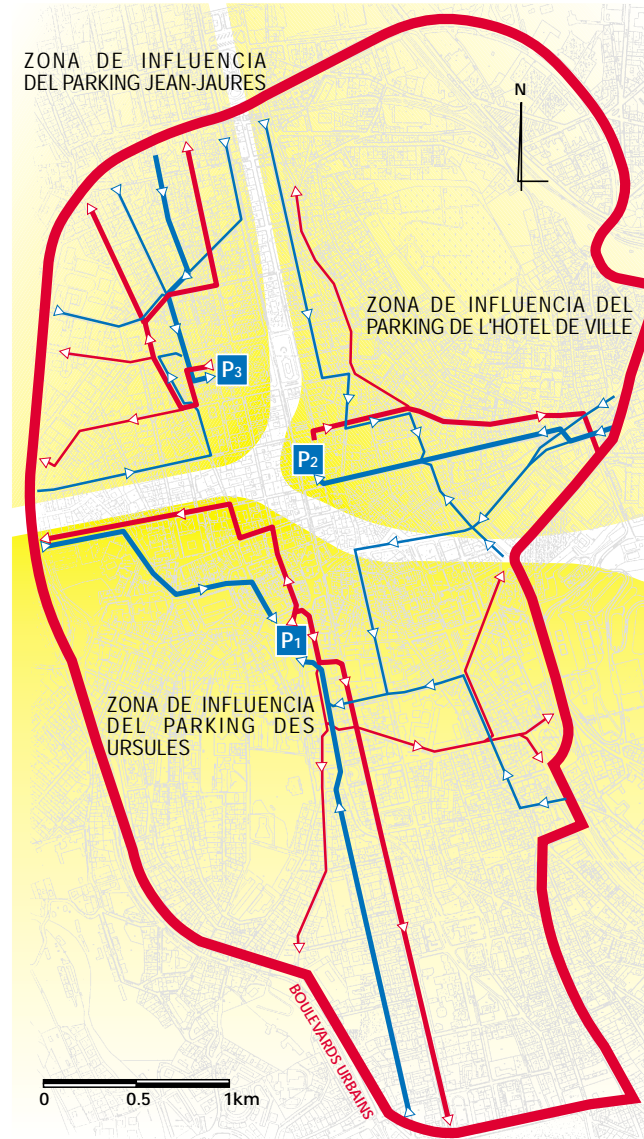 ZONA DE INFLUENCIA
DEL PARKING JEAN-JAURES
N
ZONA DE INFLUENCIA DEL
PARKING DE L'HOTEL DE VILLE
P3
P2
P1
ZONA DE INFLUENCIA
DEL PARKING DES
URSULES
BOULEVARDS URBAINS
0 0.5 1km